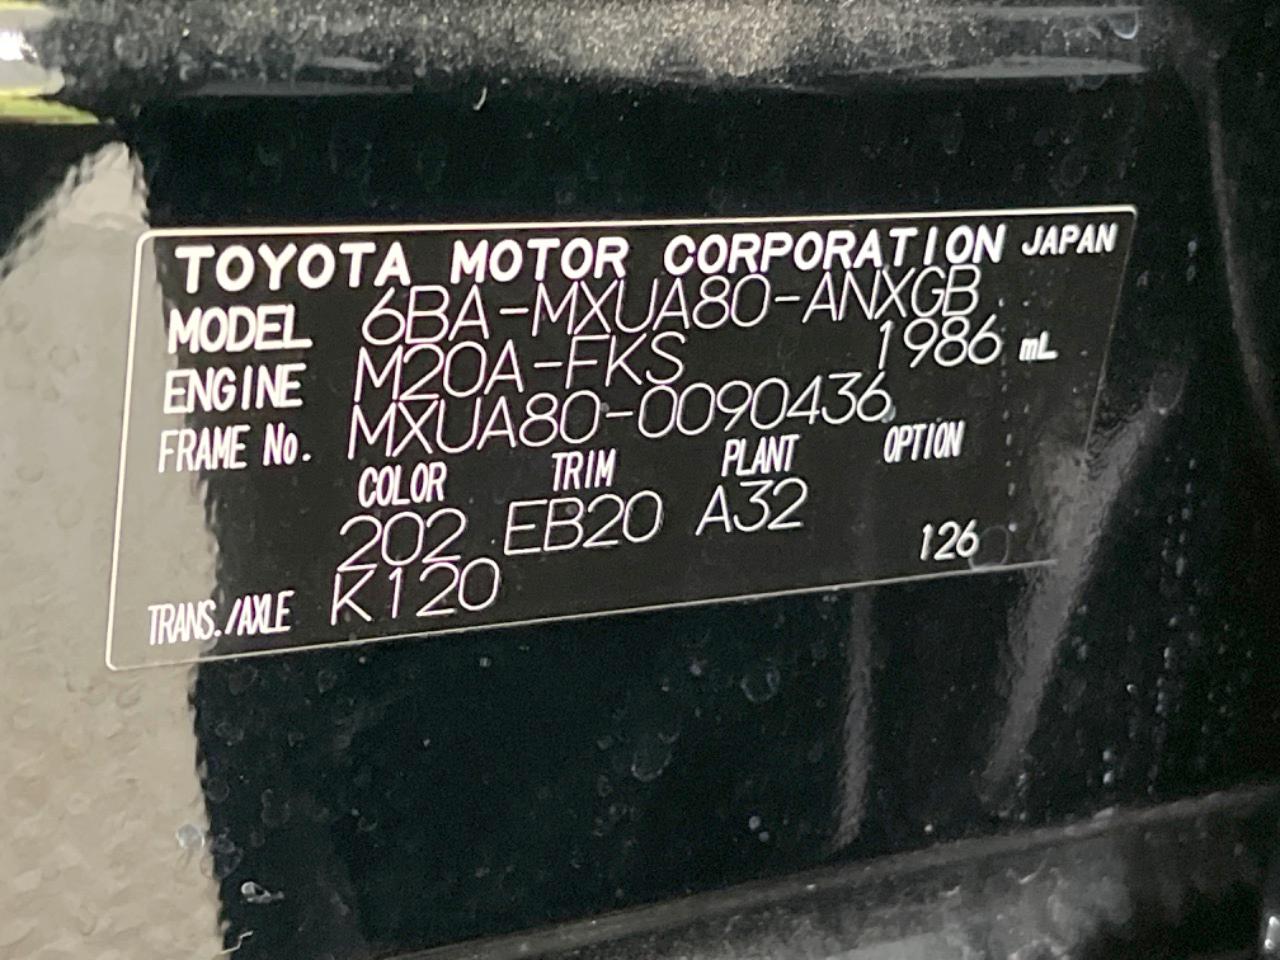 TOYOTA MOTOR CORPORATION JAPAN
MODEL 6BA-MXUA80-ANXGB
ENGINE M20A-FKS 1986 mL
FRAME No. MXUA80-0090436
COLOR TRIM PLANT OPTION
202 EB20 A32
TRANS./AXLE K120 126